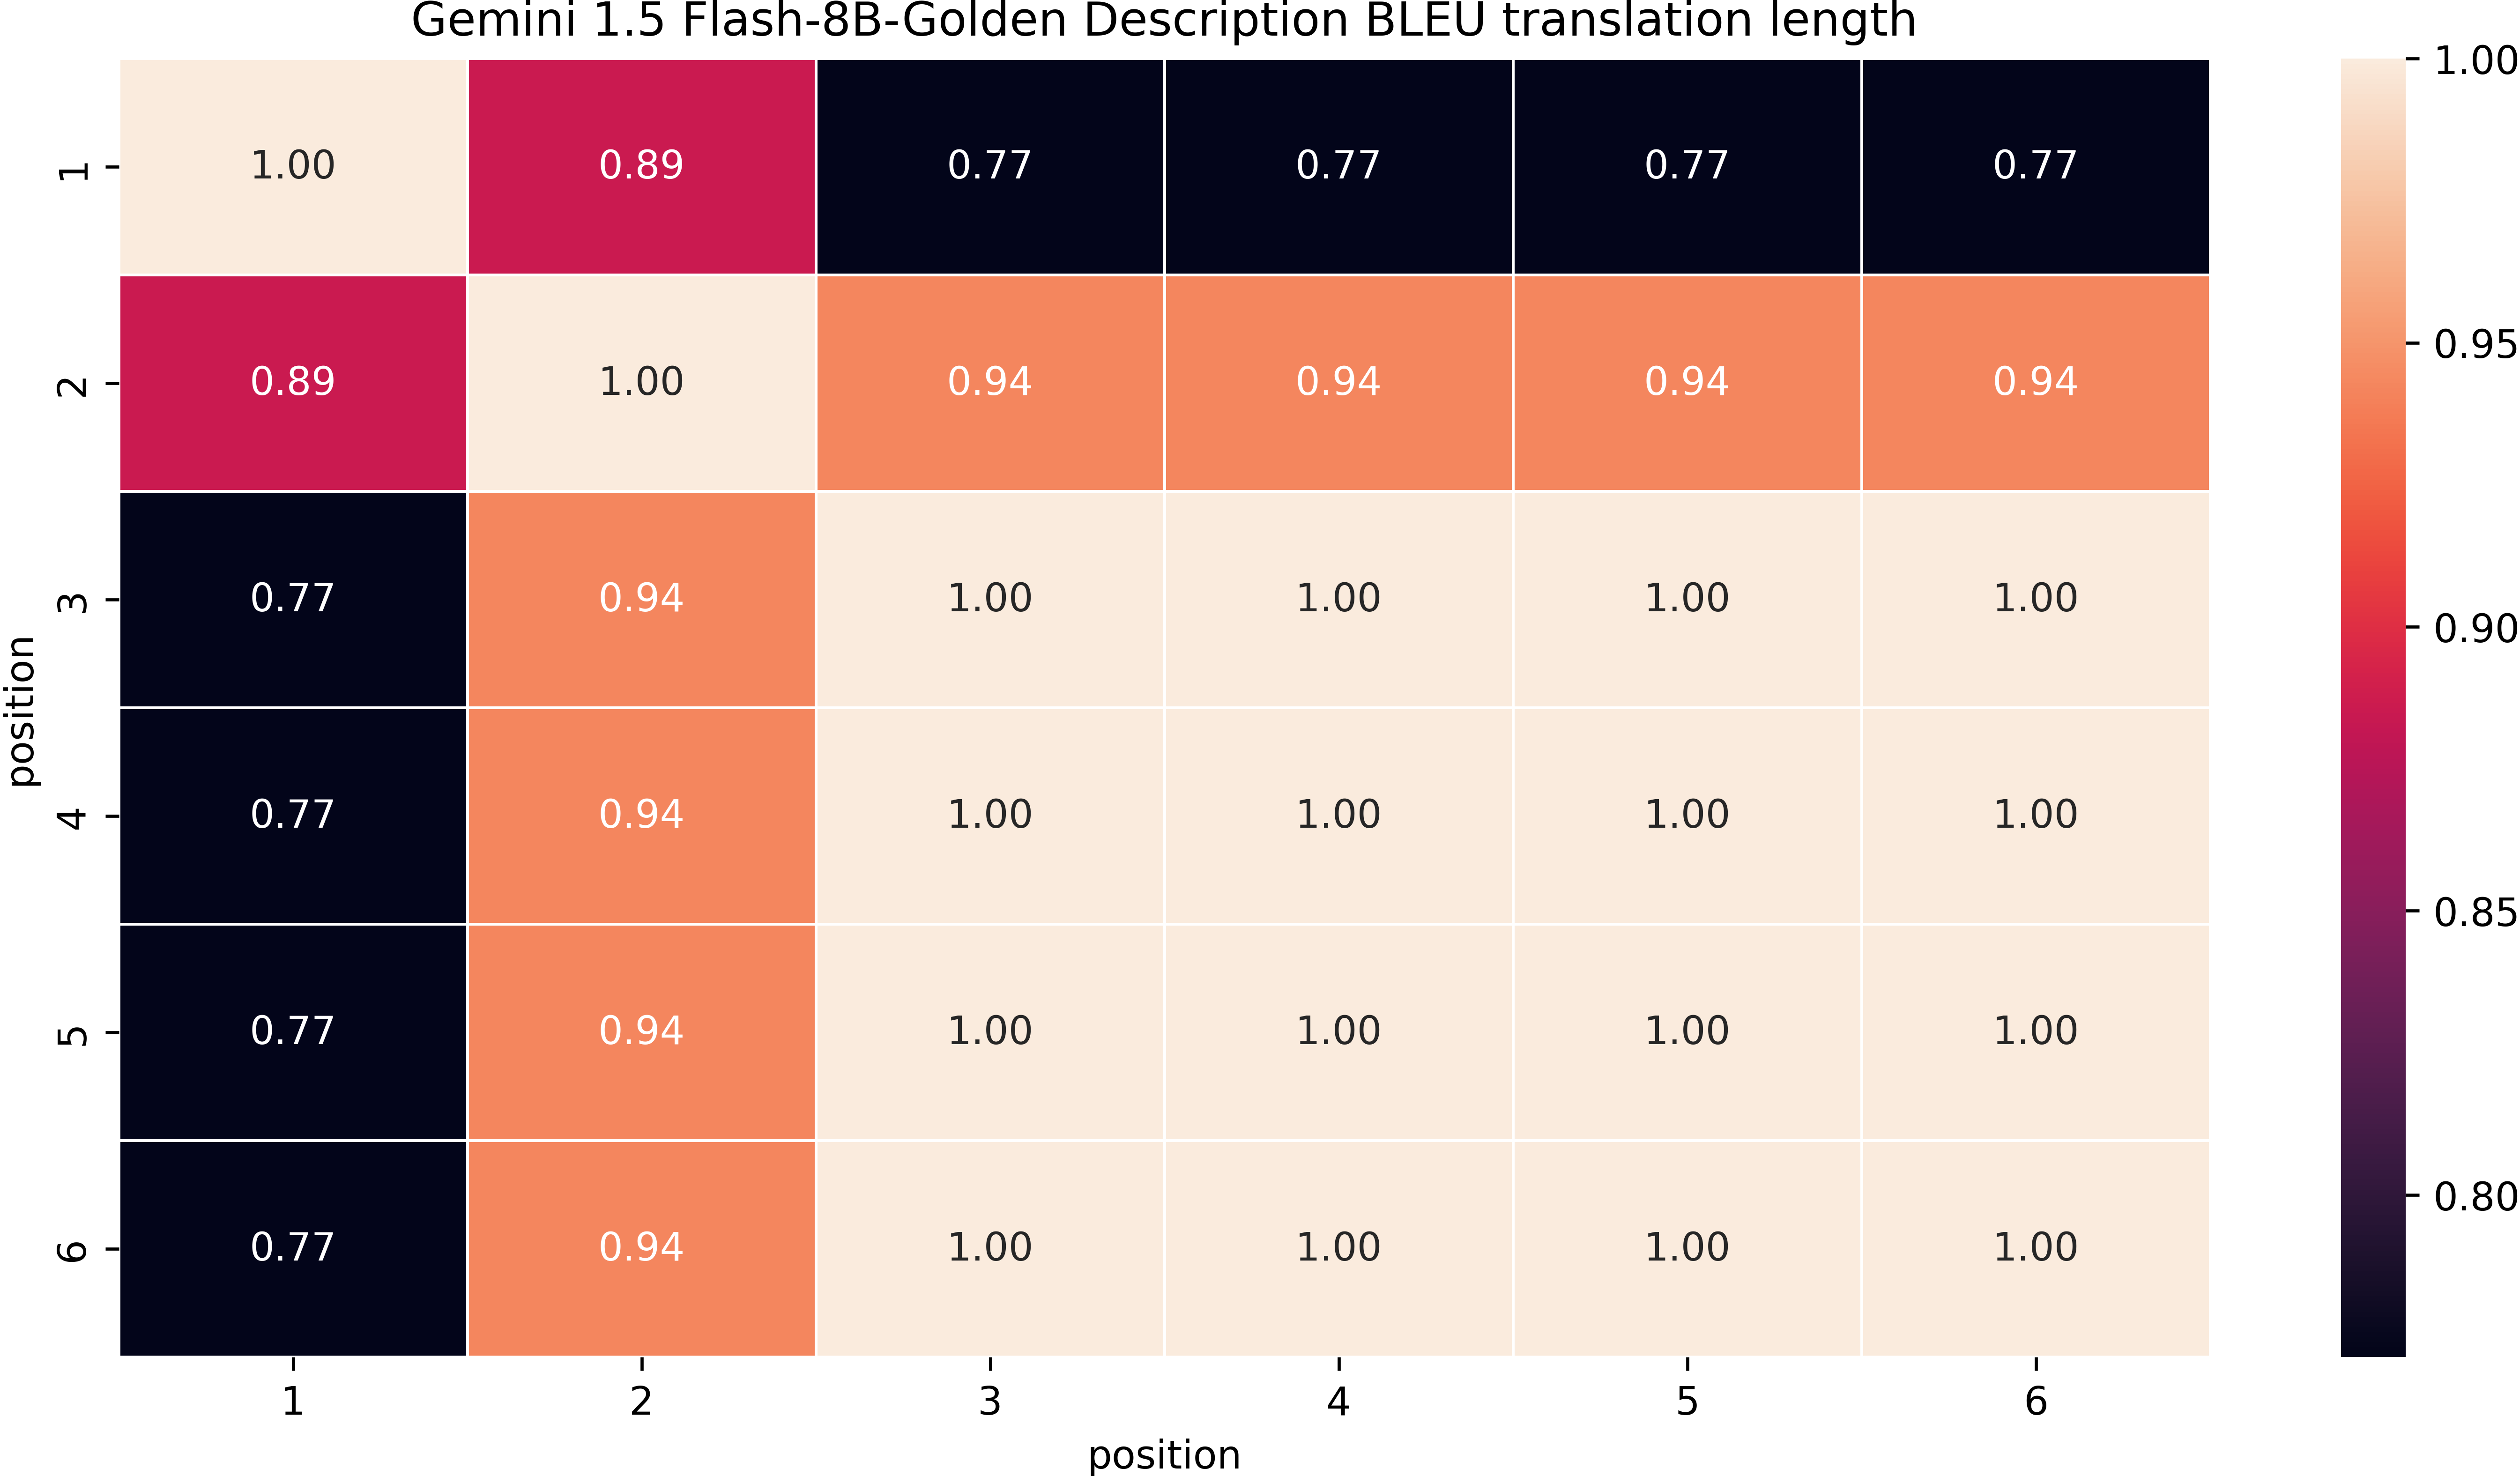 Gemini 1.5 Flash-8B-Golden Description BLEU translation length
1 1.00 0.89 0.77 0.77 0.77 0.77
2 0.89 1.00 0.94 0.94 0.94 0.94
3 0.77 0.94 1.00 1.00 1.00 1.00
4 0.77 0.94 1.00 1.00 1.00 1.00
5 0.77 0.94 1.00 1.00 1.00 1.00
6 0.77 0.94 1.00 1.00 1.00 1.00
position
1 2 3 4 5 6
position
1.00
0.95
0.90
0.85
0.80